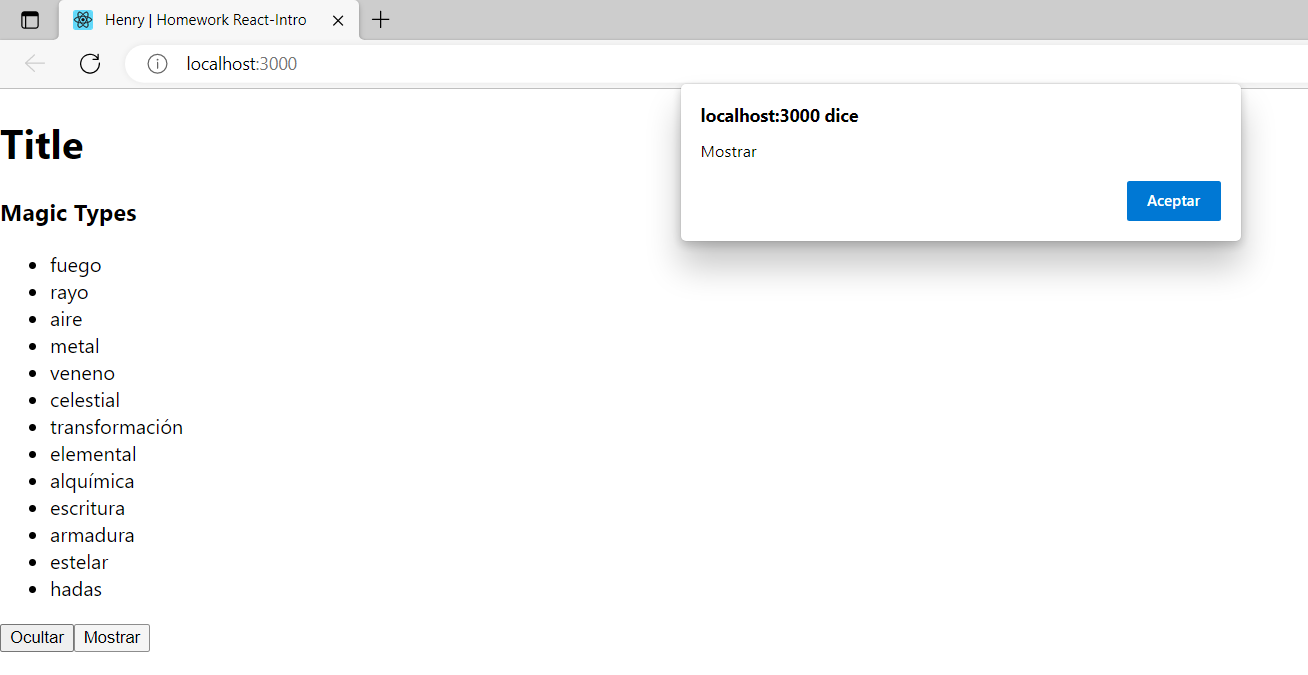 Henry | Homework React-Intro
localhost:3000
localhost:3000 dice
Mostrar
Aceptar
Title
Magic Types
fuego
rayo
aire
metal
veneno
celestial
transformación
elemental
alquímica
escritura
armadura
estelar
hadas
Ocultar Mostrar